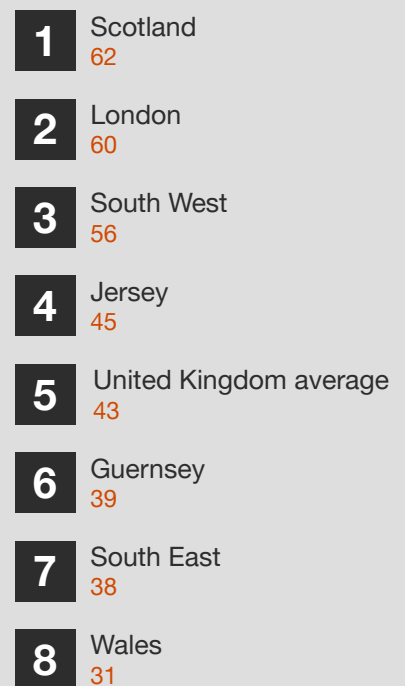 1 Scotland
62
2 London
60
3 South West
56
4 Jersey
45
5 United Kingdom average
43
6 Guernsey
39
7 South East
38
8 Wales
31